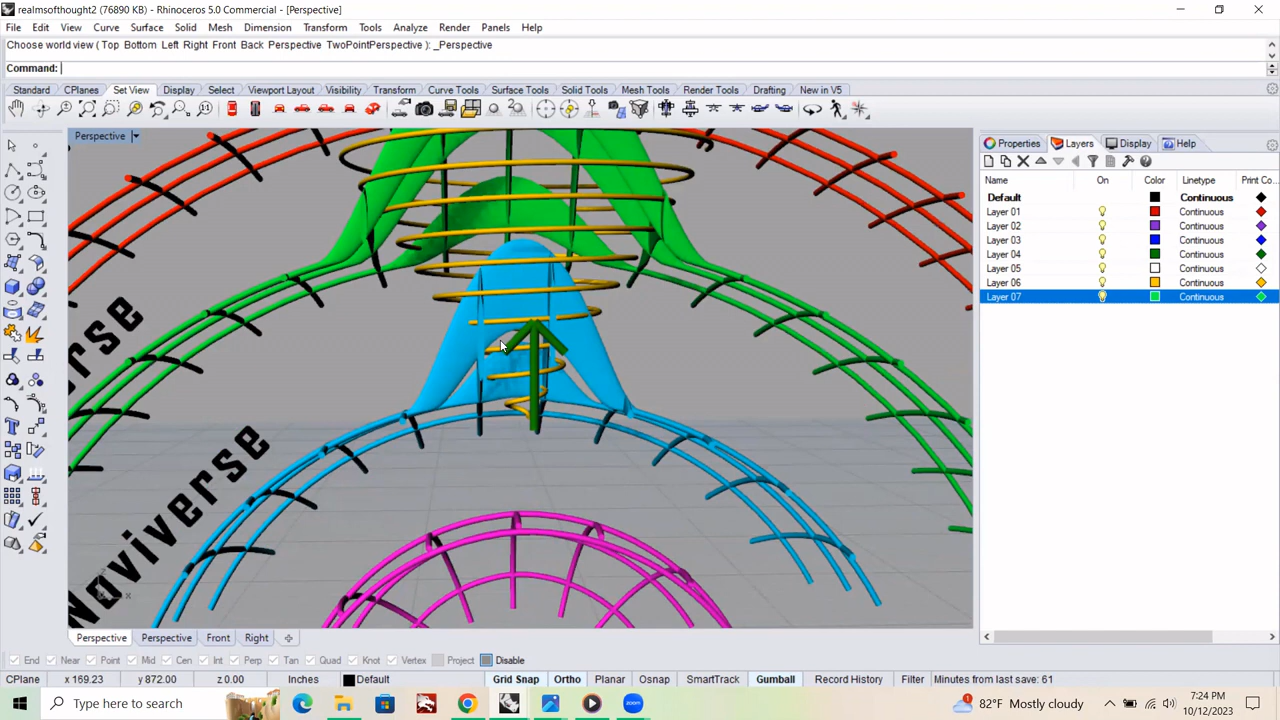 realmsofthought2 (76890 KB) - Rhinoceros 5.0 Commercial - [Perspective]
File Edit View Curve Surface Solid Mesh Dimension Transform Tools Analyze Render Panels Help
Choose world view ( Top Bottom Left Right Front Back Perspective TwoPointPerspective ): _Perspective
Command:
Standard CPlanes Set View Display Select Viewport Layout Visibility Transform Curve Tools Surface Tools Solid Tools Mesh Tools Render Tools Drafting New in V5
Perspective
Properties Layers Display Help
Name On Color Linetype Print Co...
Default Continuous
Layer 01 Continuous
Layer 02 Continuous
Layer 03 Continuous
Layer 04 Continuous
Layer 05 Continuous
Layer 06 Continuous
Layer 07 Continuous
erse
Noviverse
Perspective Perspective Front Right
End Near Point Mid Cen Int Perp Tan Quad Knot Vertex Project Disable
CPlane x 169.23 y 872.00 z 0.00 Inches Default Grid Snap Ortho Planar Osnap SmartTrack Gumball Record History Filter Minutes from last save: 61
Type here to search
zoom
1
82°F Mostly cloudy
7:24 PM
10/12/2023